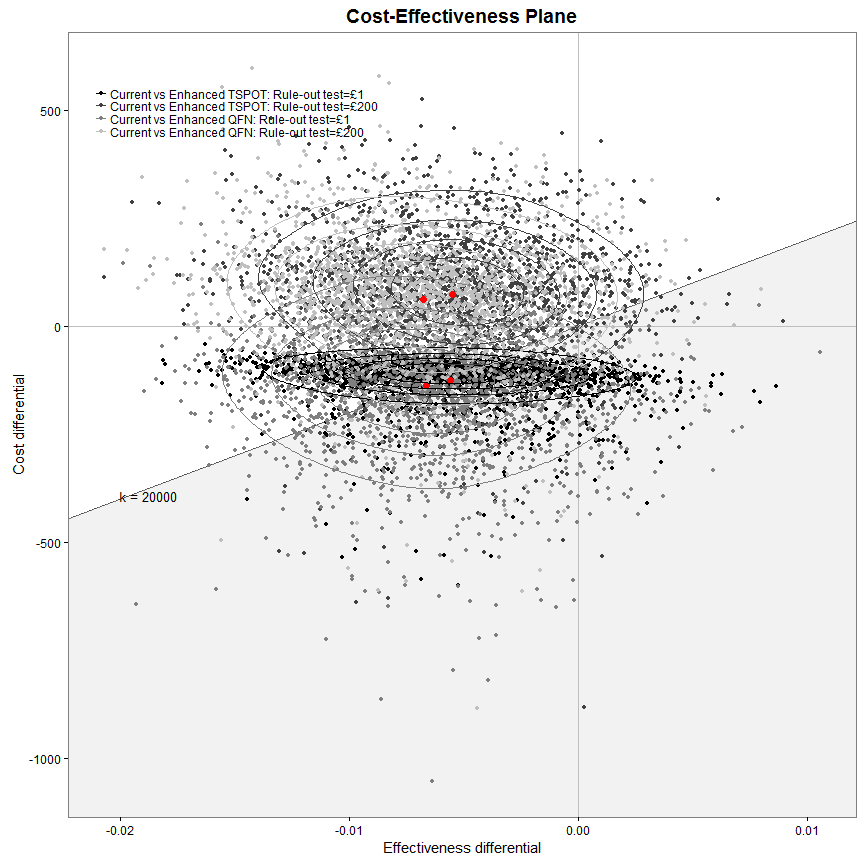 Cost-Effectiveness Plane
Current vs Enhanced TSPOT: Rule-out test=£1
Current vs Enhanced TSPOT: Rule-out test=£200
Current vs Enhanced QFN: Rule-out test=£1
Current vs Enhanced QFN: Rule-out test=£200
500
0
-500
-1000
Cost differential
k = 20000
-0.02
-0.01
0.00
0.01
Effectiveness differential